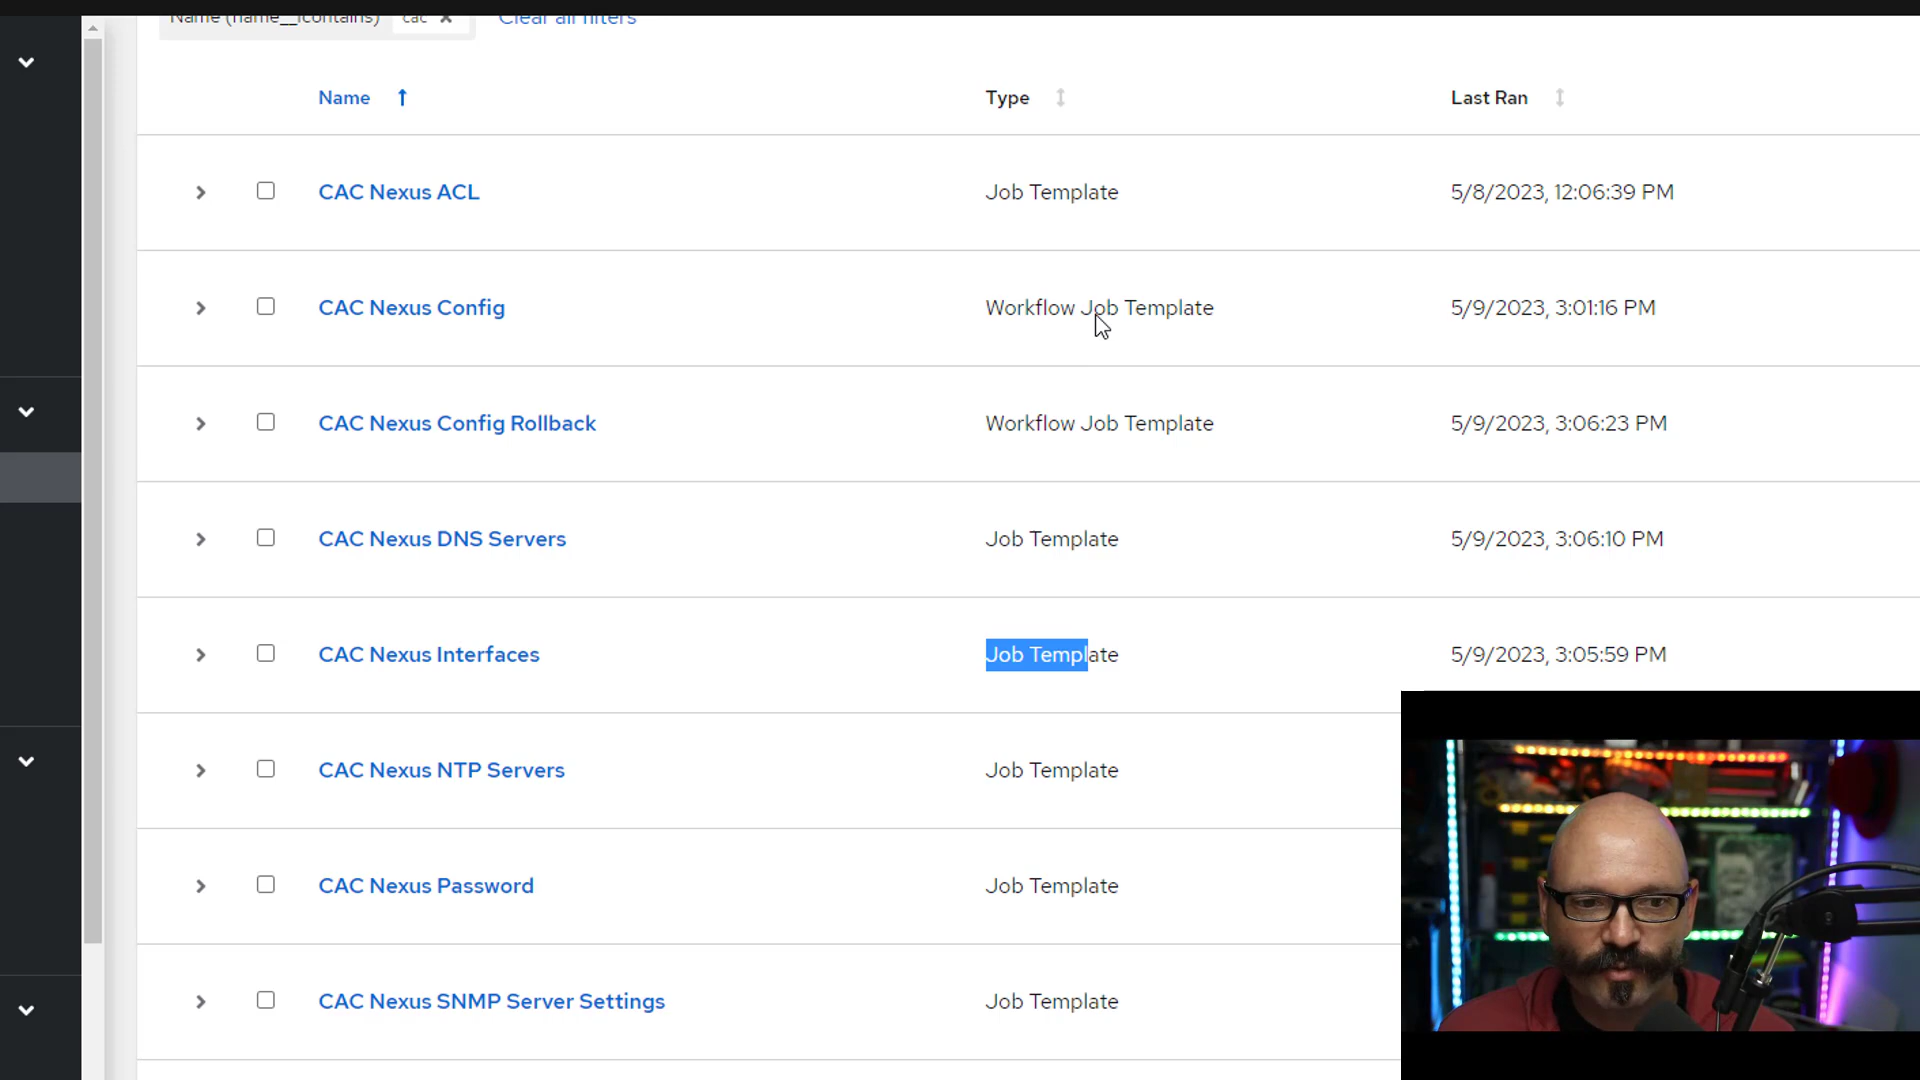 Name (name__icontains) cac Clear all filters
Name Type Last Ran
CAC Nexus ACL Job Template 5/8/2023, 12:06:39 PM
CAC Nexus Config Workflow Job Template 5/9/2023, 3:01:16 PM
CAC Nexus Config Rollback Workflow Job Template 5/9/2023, 3:06:23 PM
CAC Nexus DNS Servers Job Template 5/9/2023, 3:06:10 PM
CAC Nexus Interfaces Job Template 5/9/2023, 3:05:59 PM
CAC Nexus NTP Servers Job Template
CAC Nexus Password Job Template
CAC Nexus SNMP Server Settings Job Template